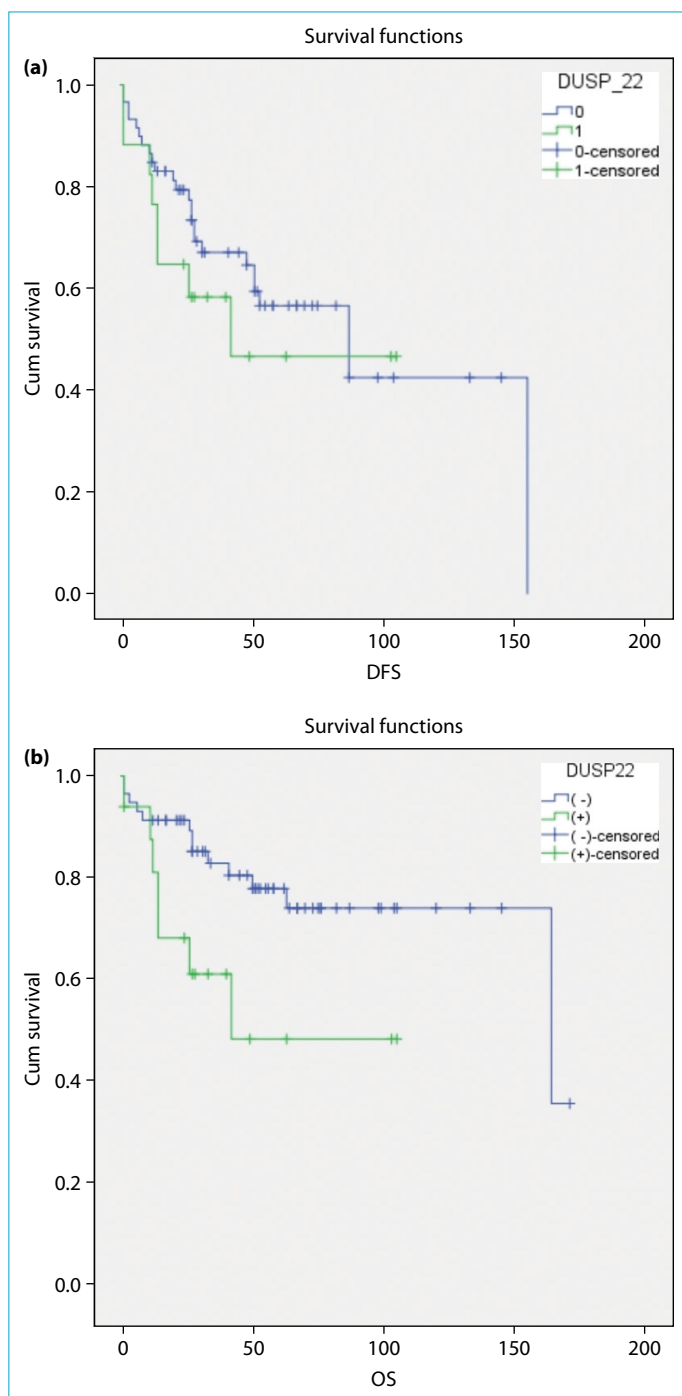 Survival functions
(a)
DUSP_22
0
1
0-censored
1-censored
1.0
0.8
0.6
0.4
0.2
0.0
Cum survival
0 50 100 150 200
DFS
Survival functions
(b)
DUSP22
( -)
(+)
( -)-censored
(+)-censored
1.0
0.8
0.6
0.4
0.2
0.0
Cum survival
0 50 100 150 200
OS